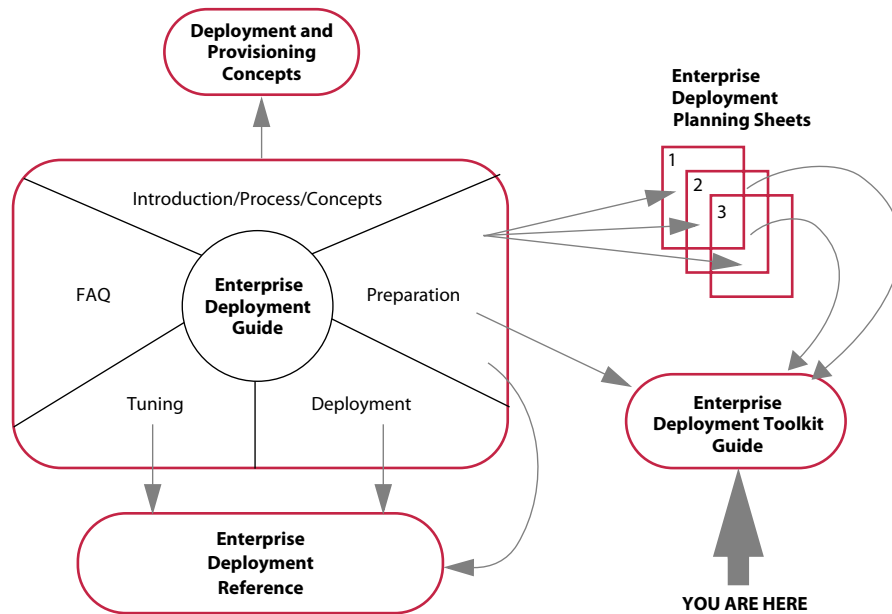 Deployment and
Provisioning
Concepts
Enterprise
Deployment
Planning Sheets
1
2
3
Introduction/Process/Concepts
FAQ
Enterprise
Deployment
Guide
Preparation
Tuning
Deployment
Enterprise
Deployment Toolkit
Guide
Enterprise
Deployment
Reference
YOU ARE HERE